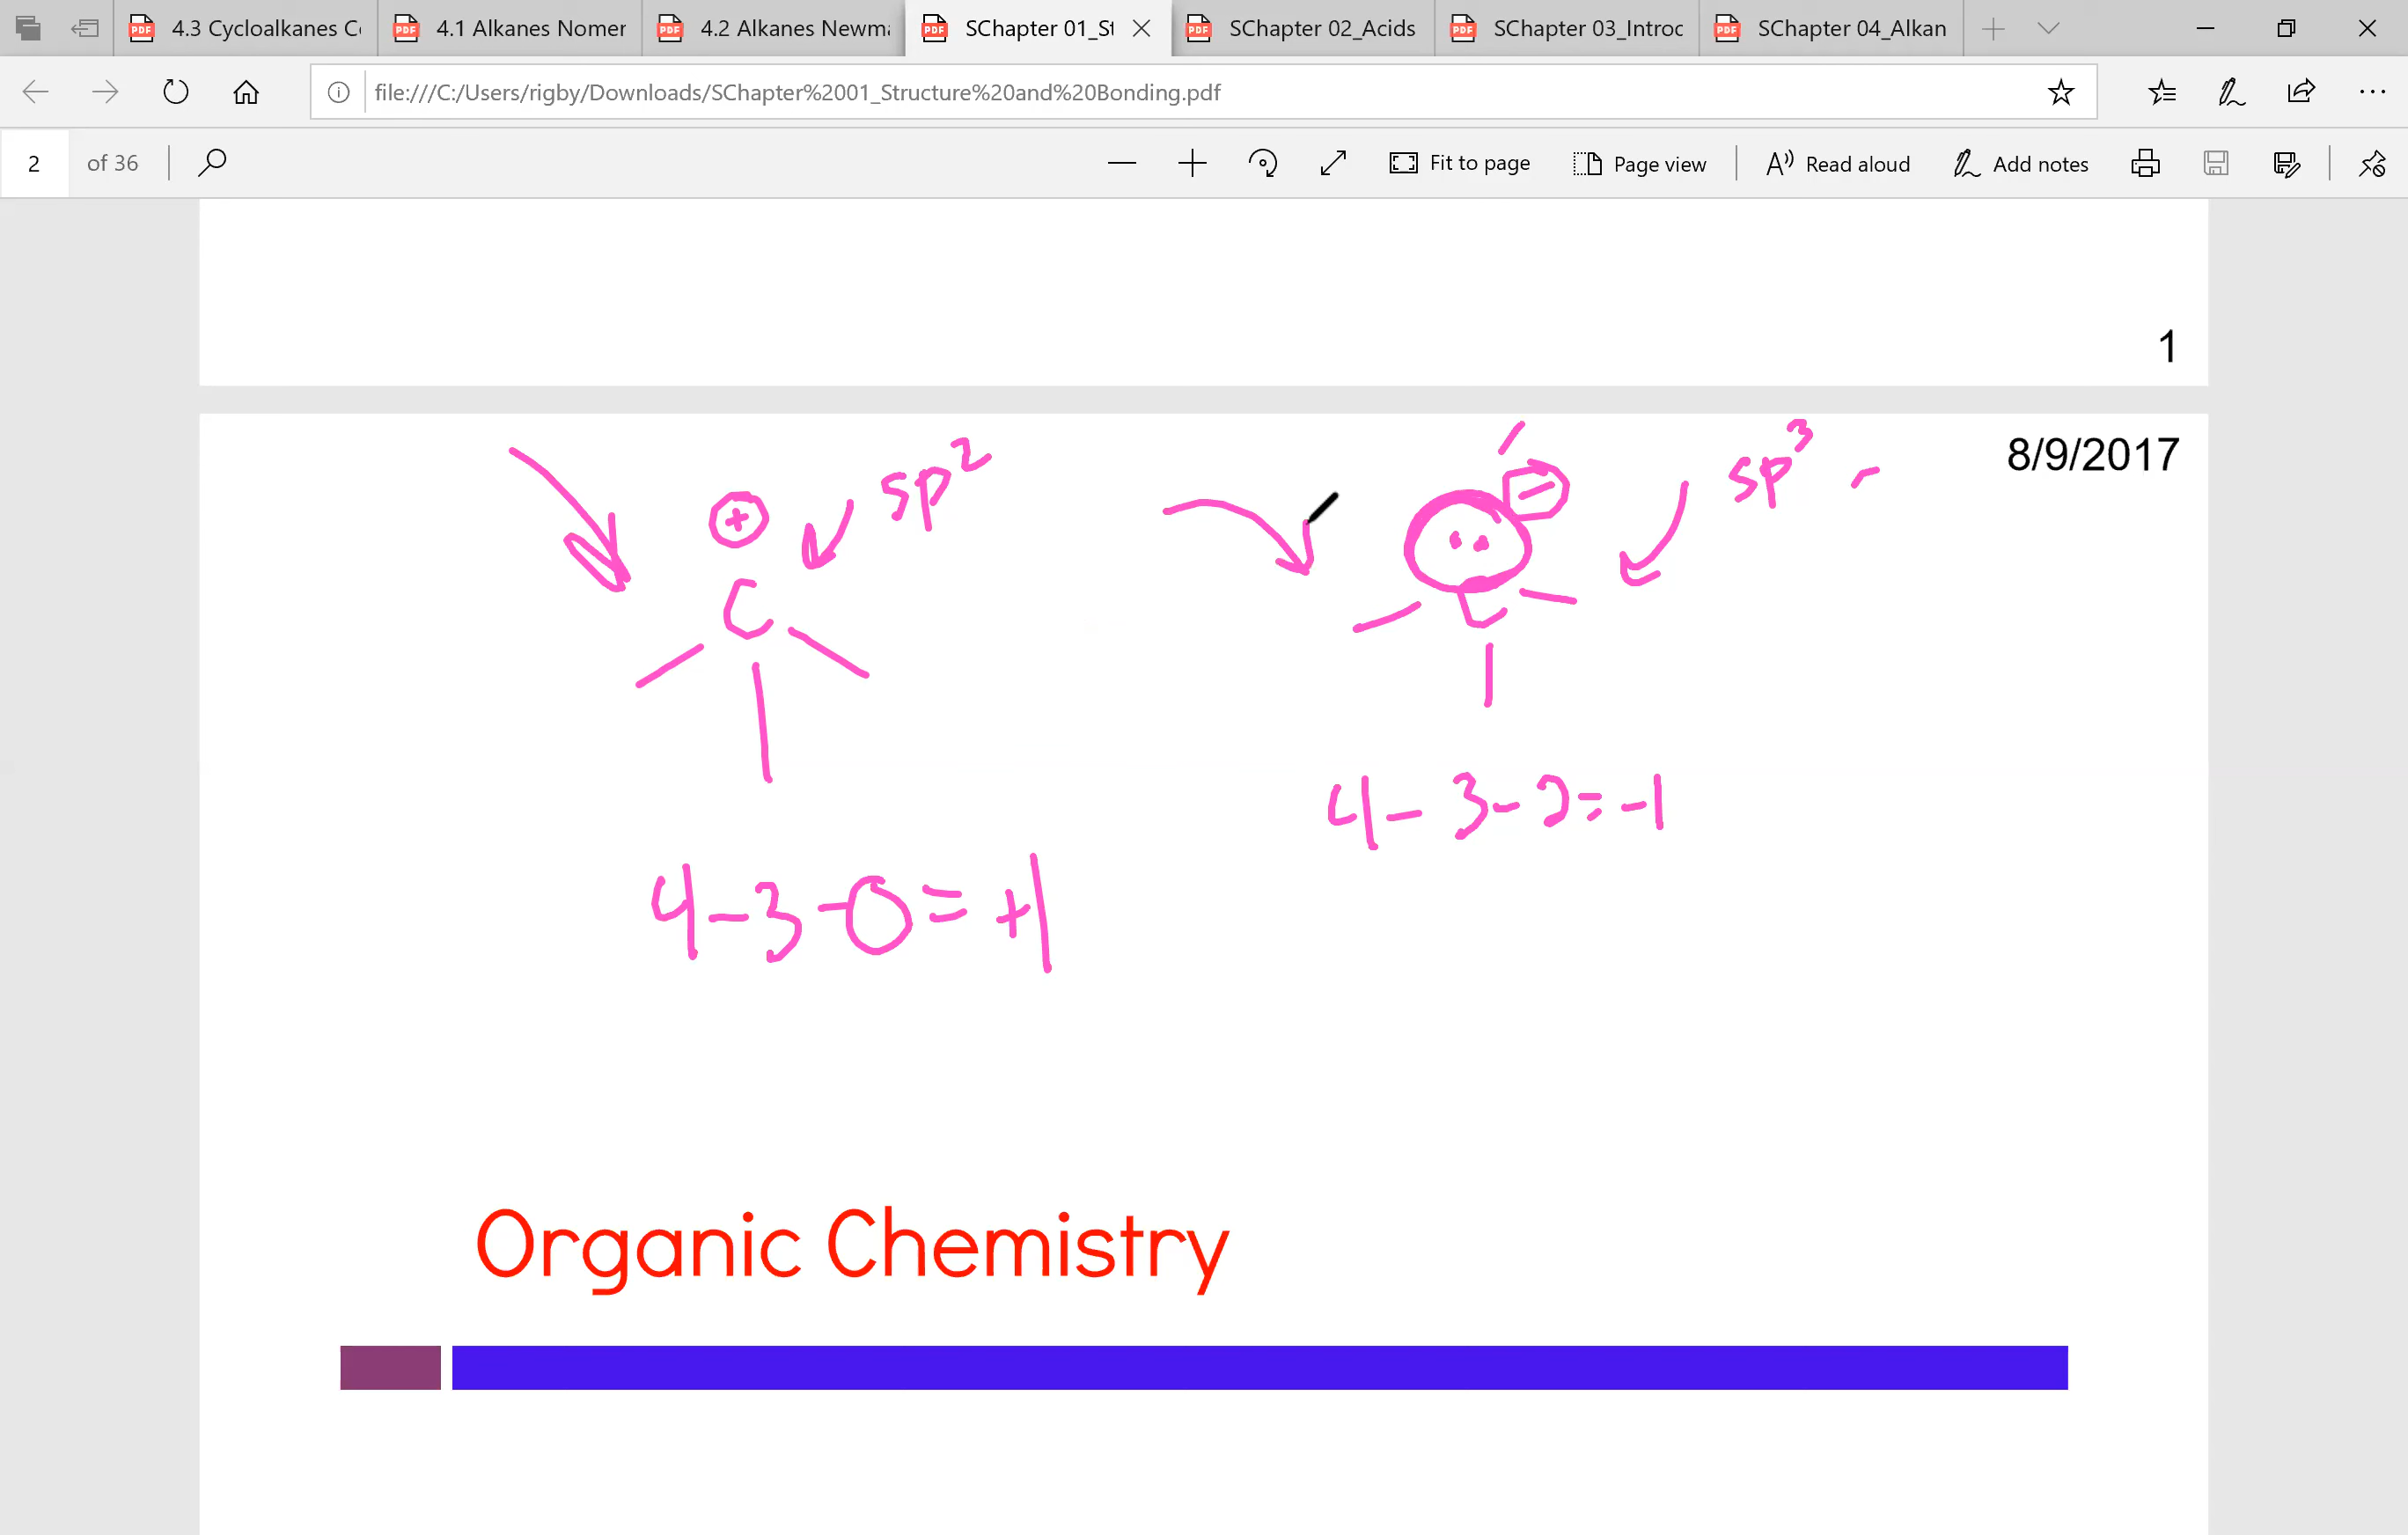 4.3 Cycloalkanes C
4.1 Alkanes Nomer
4.2 Alkanes Newm
SChapter 01_St
SChapter 02_Acids
SChapter 03_Introc
SChapter 04_Alkan
file:///C:/Users/rigby/Downloads/SChapter%2001_Structure%20and%20Bonding.pdf
2 of 36
Fit to page
Page view
Read aloud
Add notes
1
8/9/2017
sp²
sp³
+
−
C
C
4-3-2=-1
4-3-0=+1
Organic Chemistry